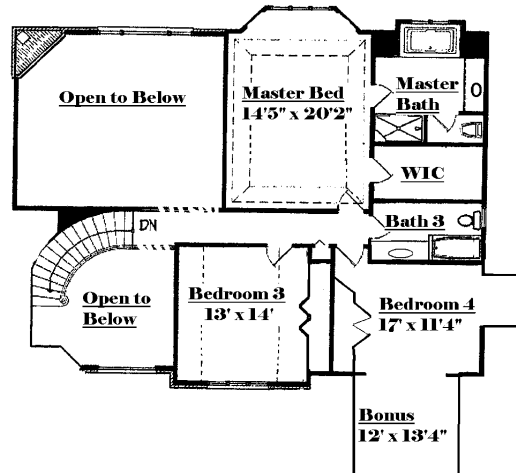 Open to Below
Master Bed
14'5" x 20'2"
Master
Bath
WIC
Bath 3
DN
Open to
Below
Bedroom 3
13' x 14'
Bedroom 4
17' x 11'4"
Bonus
12' x 13'4"